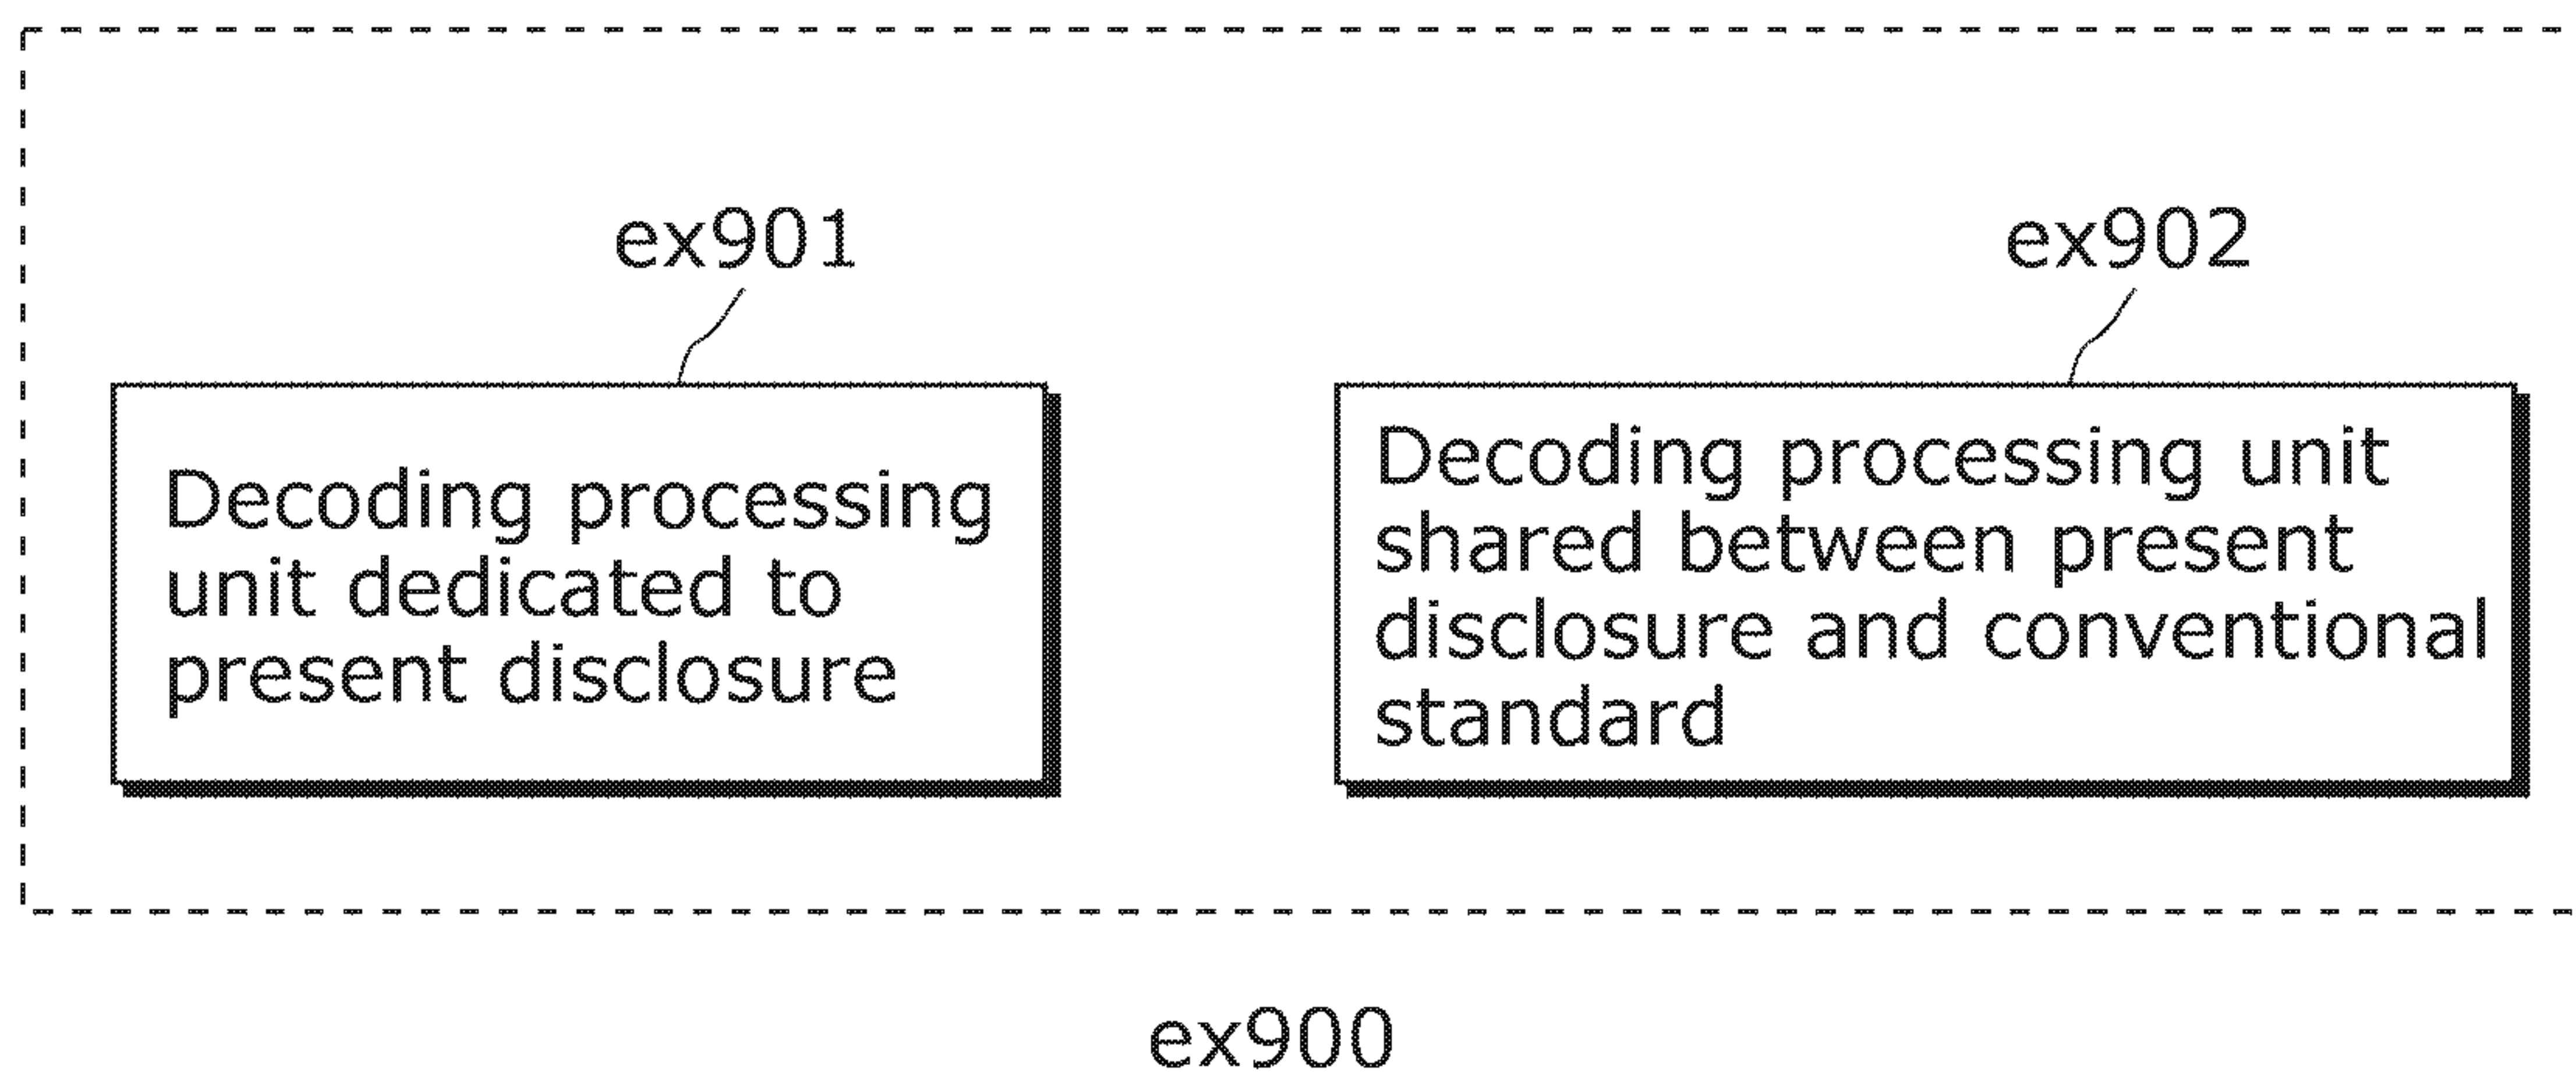 ex901
Decoding processing
unit dedicated to
present disclosure
ex902
Decoding processing unit
shared between present
disclosure and conventional
standard
ex900